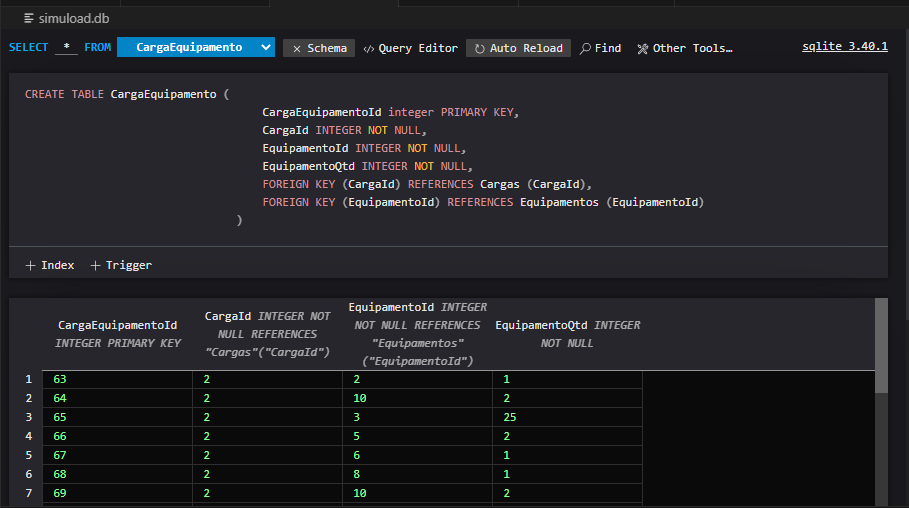 simuload.db
SELECT * FROM CargaEquipamento × Schema </> Query Editor Auto Reload Find Other Tools… sqlite 3.40.1
CREATE TABLE CargaEquipamento (
CargaEquipamentoId integer PRIMARY KEY,
CargaId INTEGER NOT NULL,
EquipamentoId INTEGER NOT NULL,
EquipamentoQtd INTEGER NOT NULL,
FOREIGN KEY (CargaId) REFERENCES Cargas (CargaId),
FOREIGN KEY (EquipamentoId) REFERENCES Equipamentos (EquipamentoId)
)
+ Index + Trigger
CargaEquipamentoId
INTEGER PRIMARY KEY
CargaId INTEGER NOT
NULL REFERENCES
"Cargas"("CargaId")
EquipamentoId INTEGER
NOT NULL REFERENCES
"Equipamentos"
("EquipamentoId")
EquipamentoQtd INTEGER
NOT NULL
1 63 2 2 1
2 64 2 10 2
3 65 2 3 25
4 66 2 5 2
5 67 2 6 1
6 68 2 8 1
7 69 2 10 2